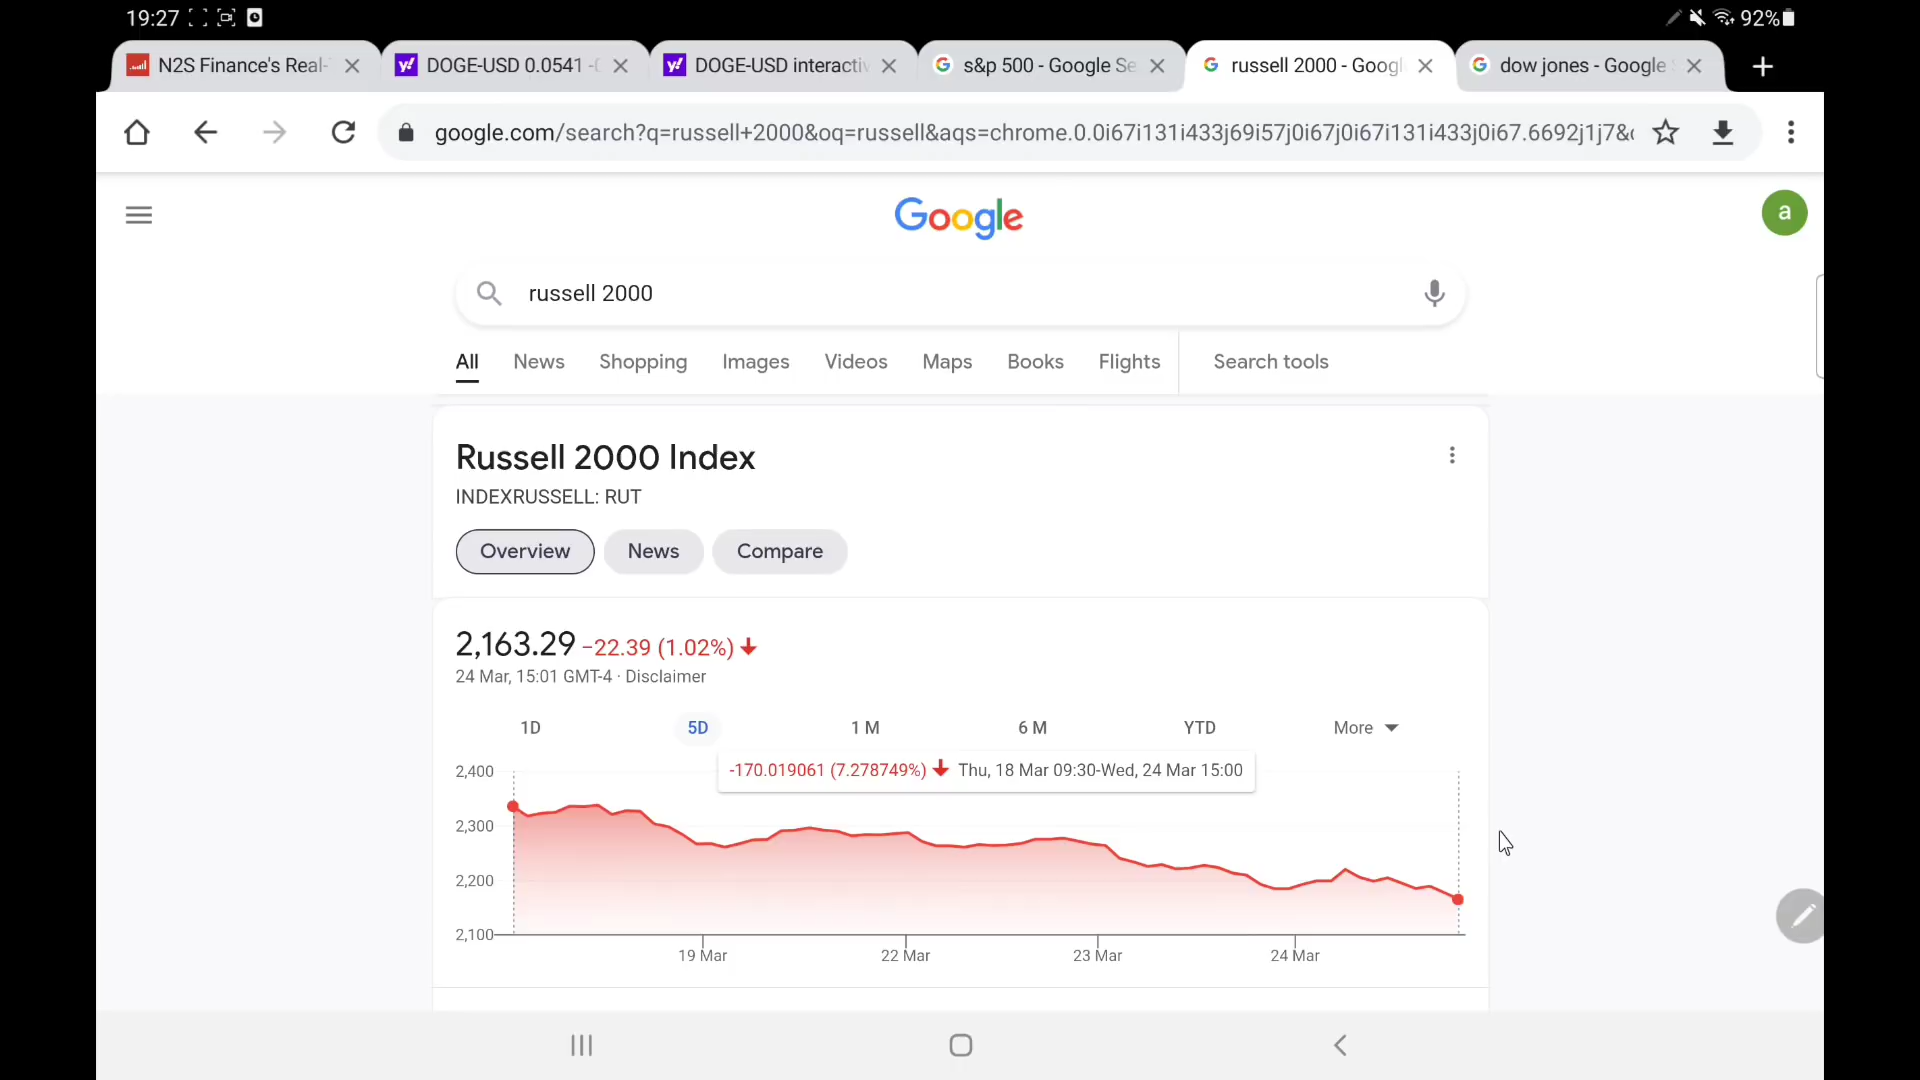 19:27
92%
N2S Finance's Real-
DOGE-USD 0.0541 -
DOGE-USD interactiv
s&p 500 - Google Se
russell 2000 - Googl
dow jones - Google
google.com/search?q=russell+2000&oq=russell&aqs=chrome.0.0i67i131i433j69i57j0i67j0i67i131i433j0i67.6692j1j7&
Google
a
russell 2000
All News Shopping Images Videos Maps Books Flights Search tools
Russell 2000 Index
INDEXRUSSELL: RUT
Overview News Compare
2,163.29 −22.39 (1.02%)
24 Mar, 15:01 GMT-4 · Disclaimer
1D 5D 1 M 6 M YTD More
-170.019061 (7.278749%) Thu, 18 Mar 09:30-Wed, 24 Mar 15:00
2,400
2,300
2,200
2,100
19 Mar 22 Mar 23 Mar 24 Mar